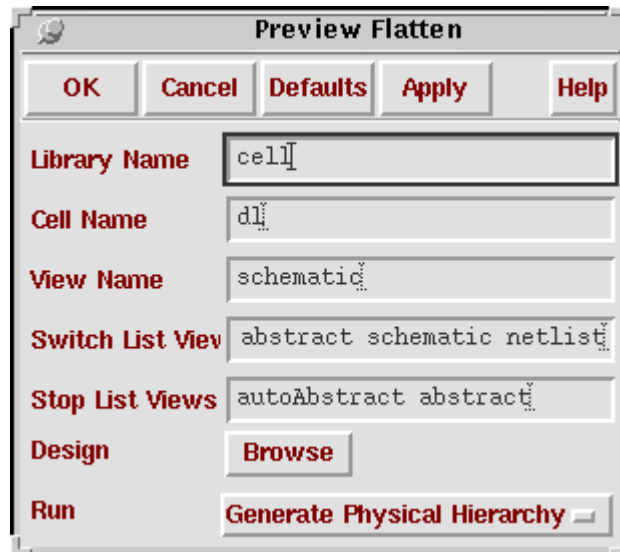 Preview Flatten
OK Cancel Defaults Apply Help
Library Name cell
Cell Name dl
View Name schematic
Switch List View abstract schematic netlist
Stop List Views autoAbstract abstract
Design Browse
Run Generate Physical Hierarchy